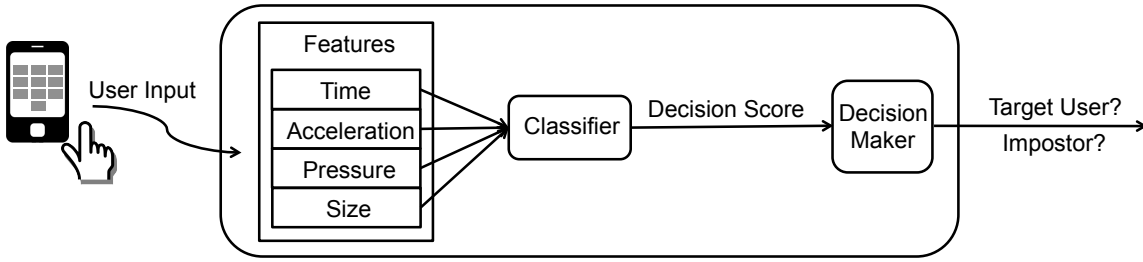 User Input
Features
Time
Acceleration
Pressure
Size
Classifier
Decision Score
Decision
Maker
Target User?
Impostor?